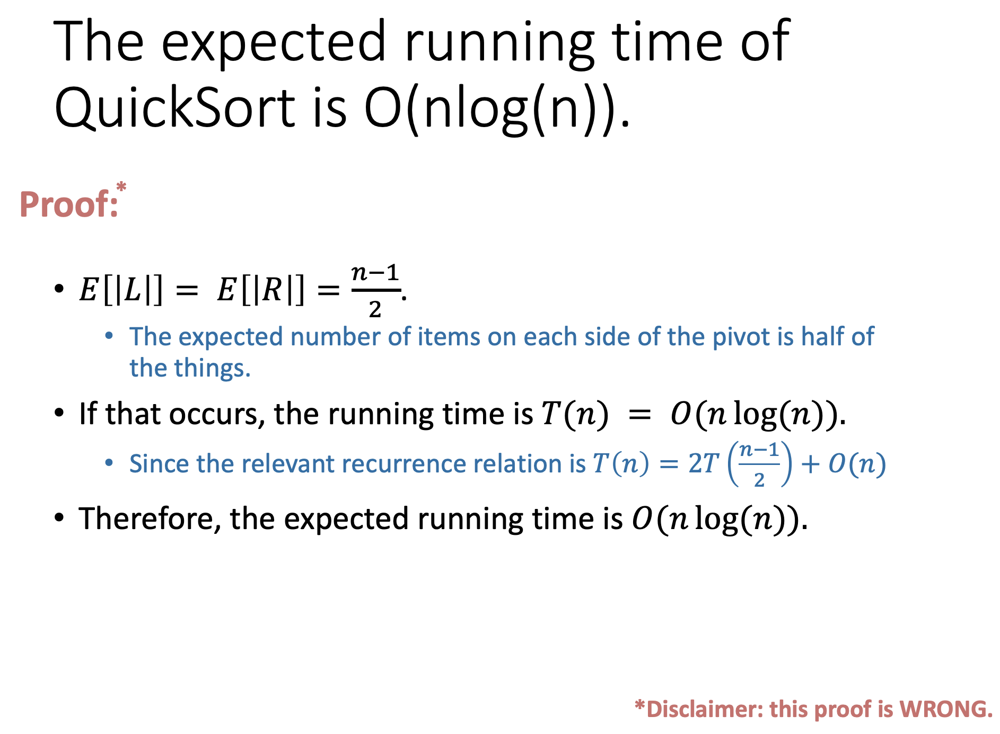 The expected running time of
QuickSort is O(nlog(n)).
Proof:*
• E[|L|] = E[|R|] = \frac{n-1}{2}.
• The expected number of items on each side of the pivot is half of
the things.
• If that occurs, the running time is T(n) = O(n log(n)).
• Since the relevant recurrence relation is T(n) = 2T(\frac{n-1}{2}) + O(n)
• Therefore, the expected running time is O(n log(n)).
*Disclaimer: this proof is WRONG.